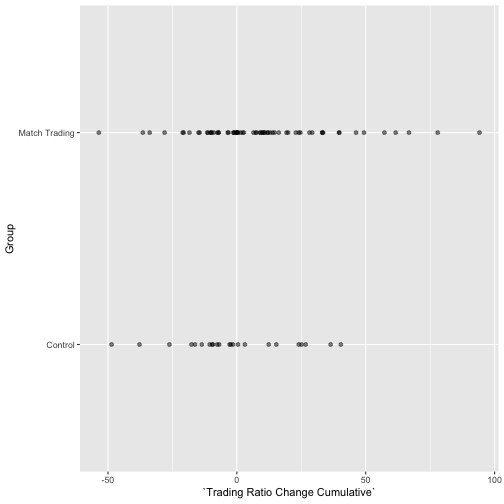 Match Trading
Group
Control
-50
0
50
100
`Trading Ratio Change Cumulative`